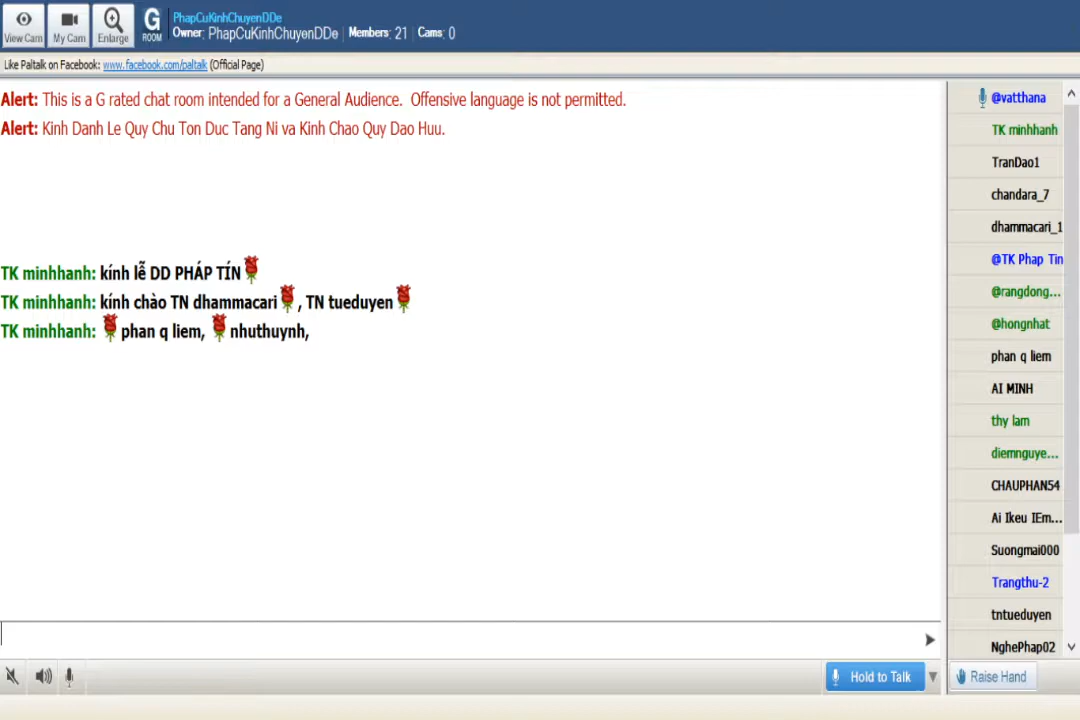 View Cam
My Cam
Enlarge
G
ROOM
PhapCuKinhChuyenDDe
Owner: PhapCuKinhChuyenDDe | Members: 21 | Cams: 0
Like Paltalk on Facebook: www.facebook.com/paltalk (Official Page)
Alert: This is a G rated chat room intended for a General Audience. Offensive language is not permitted.
Alert: Kinh Danh Le Quy Chu Ton Duc Tang Ni va Kinh Chao Quy Dao Huu.
TK minhhanh: kính lễ DD PHÁP TÍN
TK minhhanh: kính chào TN dhammacari , TN tueduyen
TK minhhanh: phan q liem, nhuthuynh,
@vatthana
TK minhhanh
TranDao1
chandara_7
dhammacari_1
@TK Phap Tin
@rangdong...
@hongnhat
phan q liem
AI MINH
thy lam
diemnguye...
CHAUPHAN54
Ai Ikeu IEm...
Suongmai000
Trangthu-2
tntueduyen
NghePhap02
Hold to Talk
Raise Hand